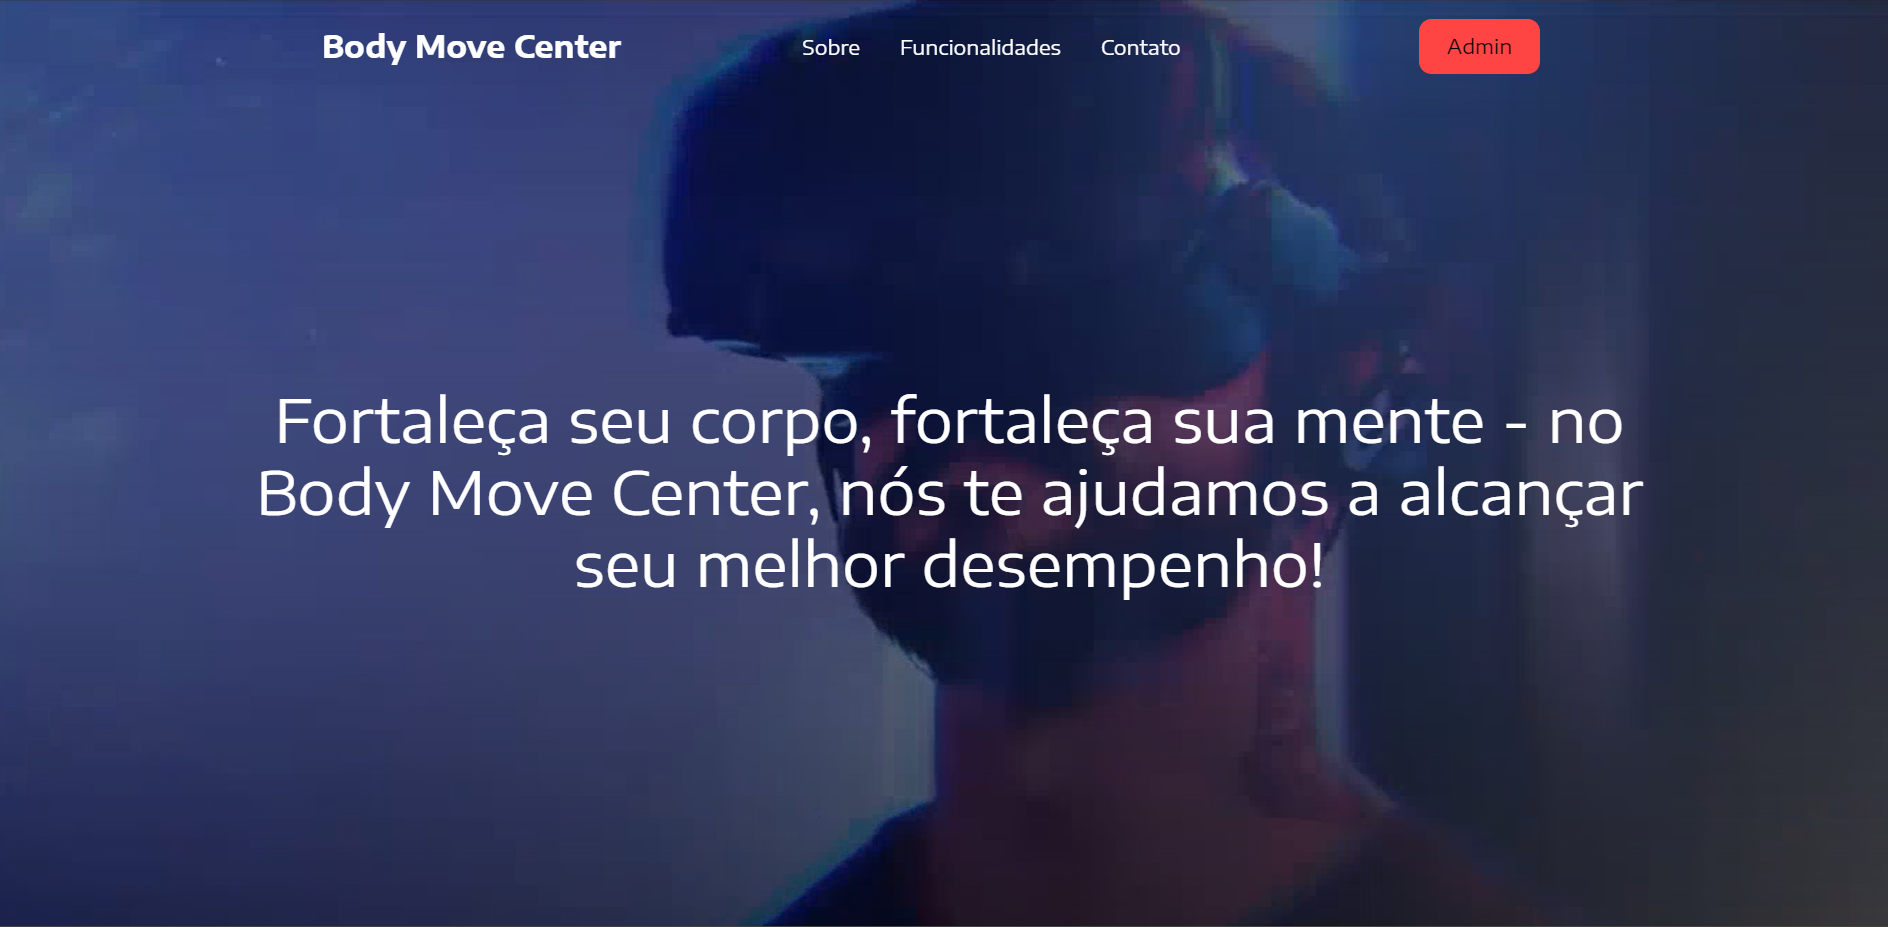 Body Move Center
Sobre
Funcionalidades
Contato
Admin
Fortaleça seu corpo, fortaleça sua mente - no
Body Move Center, nós te ajudamos a alcançar
seu melhor desempenho!